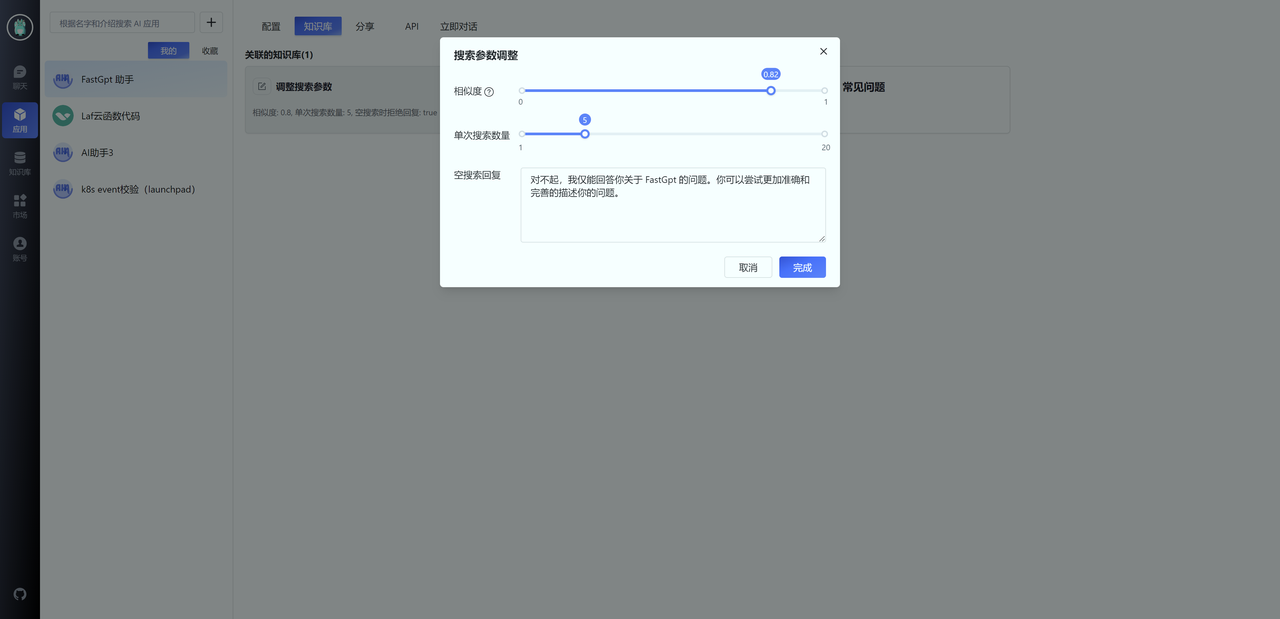 根据名字和介绍搜索 AI 应用
我的
收藏
聊天
应用
知识库
市场
账号
FastGpt 助手
Laf云函数代码
AI助手3
k8s event校验（launchpad）
配置
知识库
分享
API
立即对话
关联的知识库(1)
调整搜索参数
相似度: 0.8, 单次搜索数量: 5, 空搜索时拒绝回复: true
常见问题
搜索参数调整
相似度
0.82
0
1
单次搜索数量
5
1
20
空搜索回复
对不起，我仅能回答你关于 FastGpt 的问题。你可以尝试更加准确和
完善的描述你的问题。
取消
完成